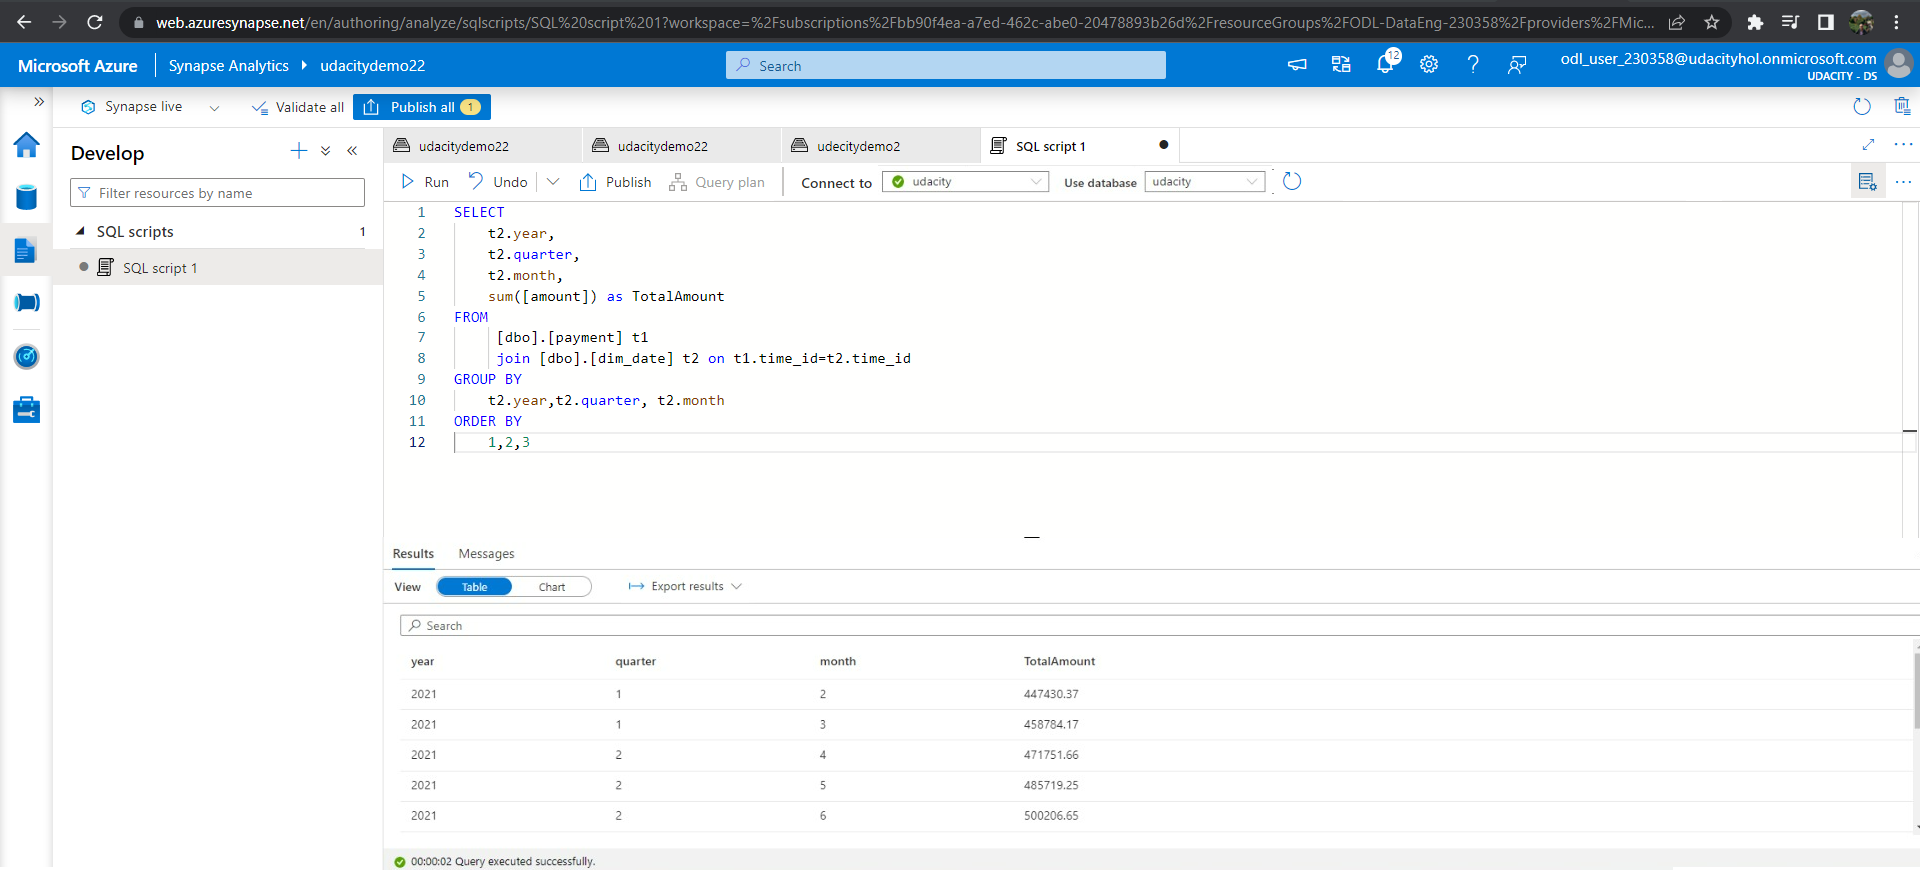 web.azuresynapse.net/en/authoring/analyze/sqlscripts/SQL%20script%201?workspace=%2Fsubscriptions%2Fbb90f4ea-a7ed-462c-abe0-20478893b26d%2FresourceGroups%2FODL-DataEng-230358%2Fproviders%2FMic...
Microsoft Azure Synapse Analytics udacitydemo22 Search 12 odl_user_230358@udacityhol.onmicrosoft.com
UDACITY - DS
Synapse live Validate all Publish all 1
Develop
udacitydemo22 udacitydemo22 udecitydemo2 SQL script 1
Run Undo Publish Query plan Connect to udacity Use database udacity
Filter resources by name
SQL scripts 1
SQL script 1
1 SELECT
2 t2.year,
3 t2.quarter,
4 t2.month,
5 sum([amount]) as TotalAmount
6 FROM
7 [dbo].[payment] t1
8 join [dbo].[dim_date] t2 on t1.time_id=t2.time_id
9 GROUP BY
10 t2.year,t2.quarter, t2.month
11 ORDER BY
12 1,2,3
Results Messages
View Table Chart Export results
Search
year quarter month TotalAmount
2021 1 2 447430.37
2021 1 3 458784.17
2021 2 4 471751.66
2021 2 5 485719.25
2021 2 6 500206.65
00:00:02 Query executed successfully.